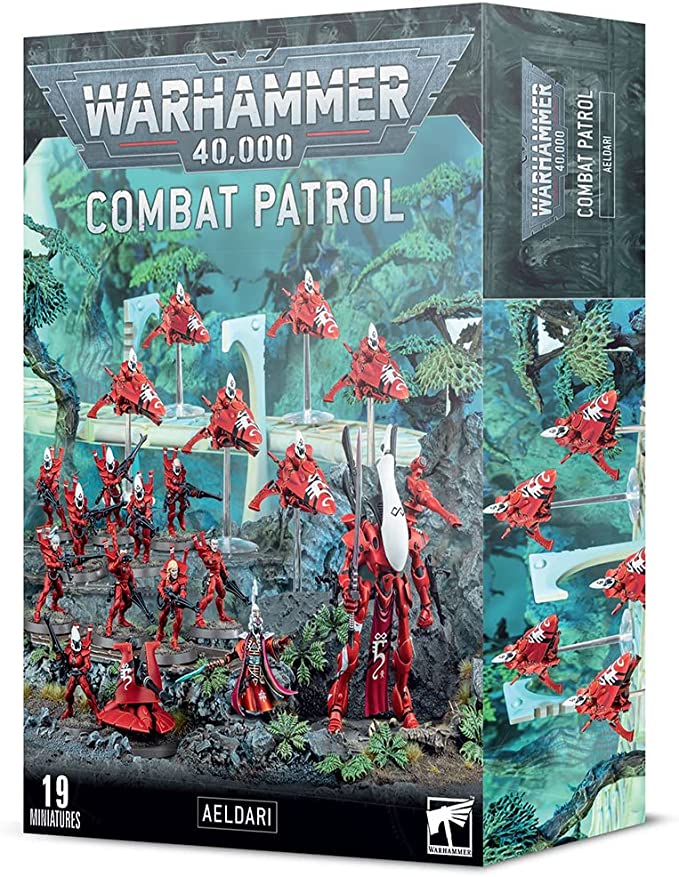 WARHAMMER
40,000
COMBAT PATROL
19
MINIATURES
AELDARI
WARHAMMER
WARHAMMER
40,000
COMBAT PATROL
AELDARI